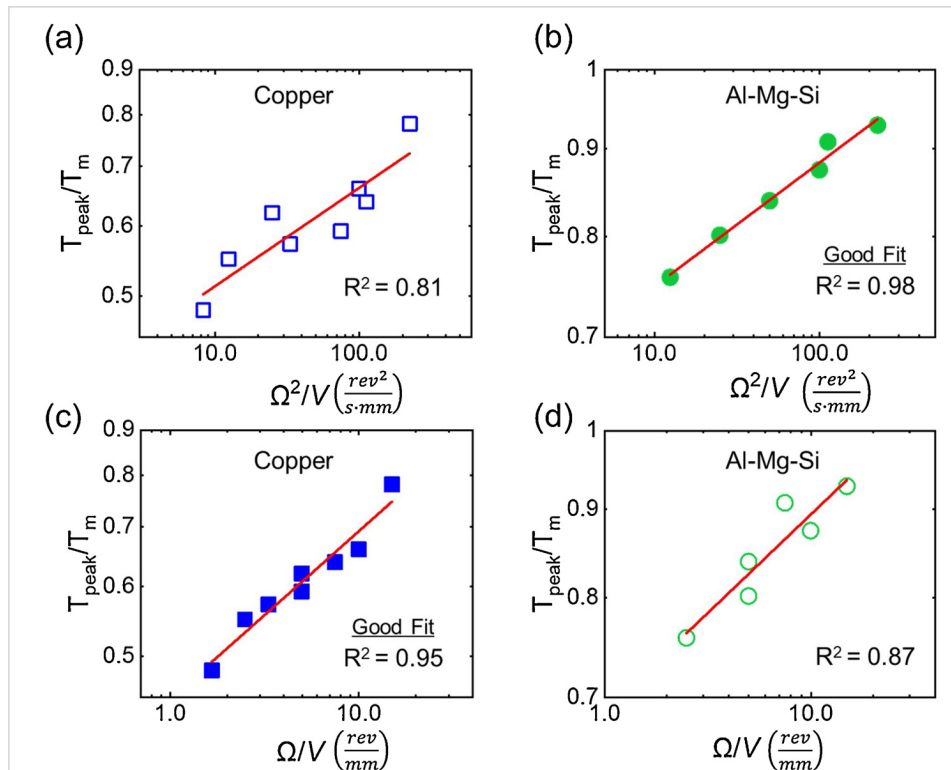 (a)
Copper
T_peak/T_m
0.9
0.8
0.7
0.6
0.5
R² = 0.81
10.0
100.0
Ω²/V (rev²/s·mm)
(b)
Al-Mg-Si
T_peak/T_m
1
0.9
0.8
0.7
Good Fit
R² = 0.98
10.0
100.0
Ω²/V (rev²/s·mm)
(c)
Copper
T_peak/T_m
0.9
0.8
0.7
0.6
0.5
Good Fit
R² = 0.95
1.0
10.0
Ω/V (rev/mm)
(d)
Al-Mg-Si
T_peak/T_m
1
0.9
0.8
0.7
R² = 0.87
1.0
10.0
Ω/V (rev/mm)